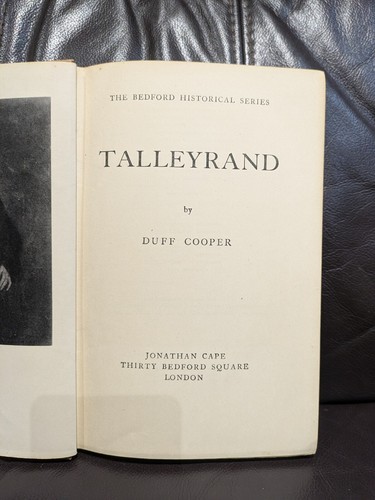 THE BEDFORD HISTORICAL SERIES
TALLEYRAND
by
DUFF COOPER
JONATHAN CAPE
THIRTY BEDFORD SQUARE
LONDON